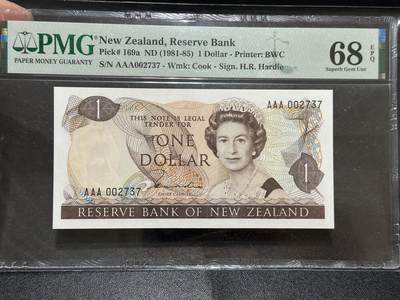 PMG
PAPER MONEY GUARANTY
New Zealand, Reserve Bank
Pick# 169a ND (1981-85) 1 Dollar - Printer: BWC
S/N AAA002737 - Wmk: Cook - Sign. H.R. Hardie
68 EPQ
Superb Gem Unc
1
AAA 002737
THIS NOTE IS LEGAL
TENDER FOR
ONE
DOLLAR
AAA 002737
CHIEF CASHIER
1
RESERVE BANK OF NEW ZEALAND